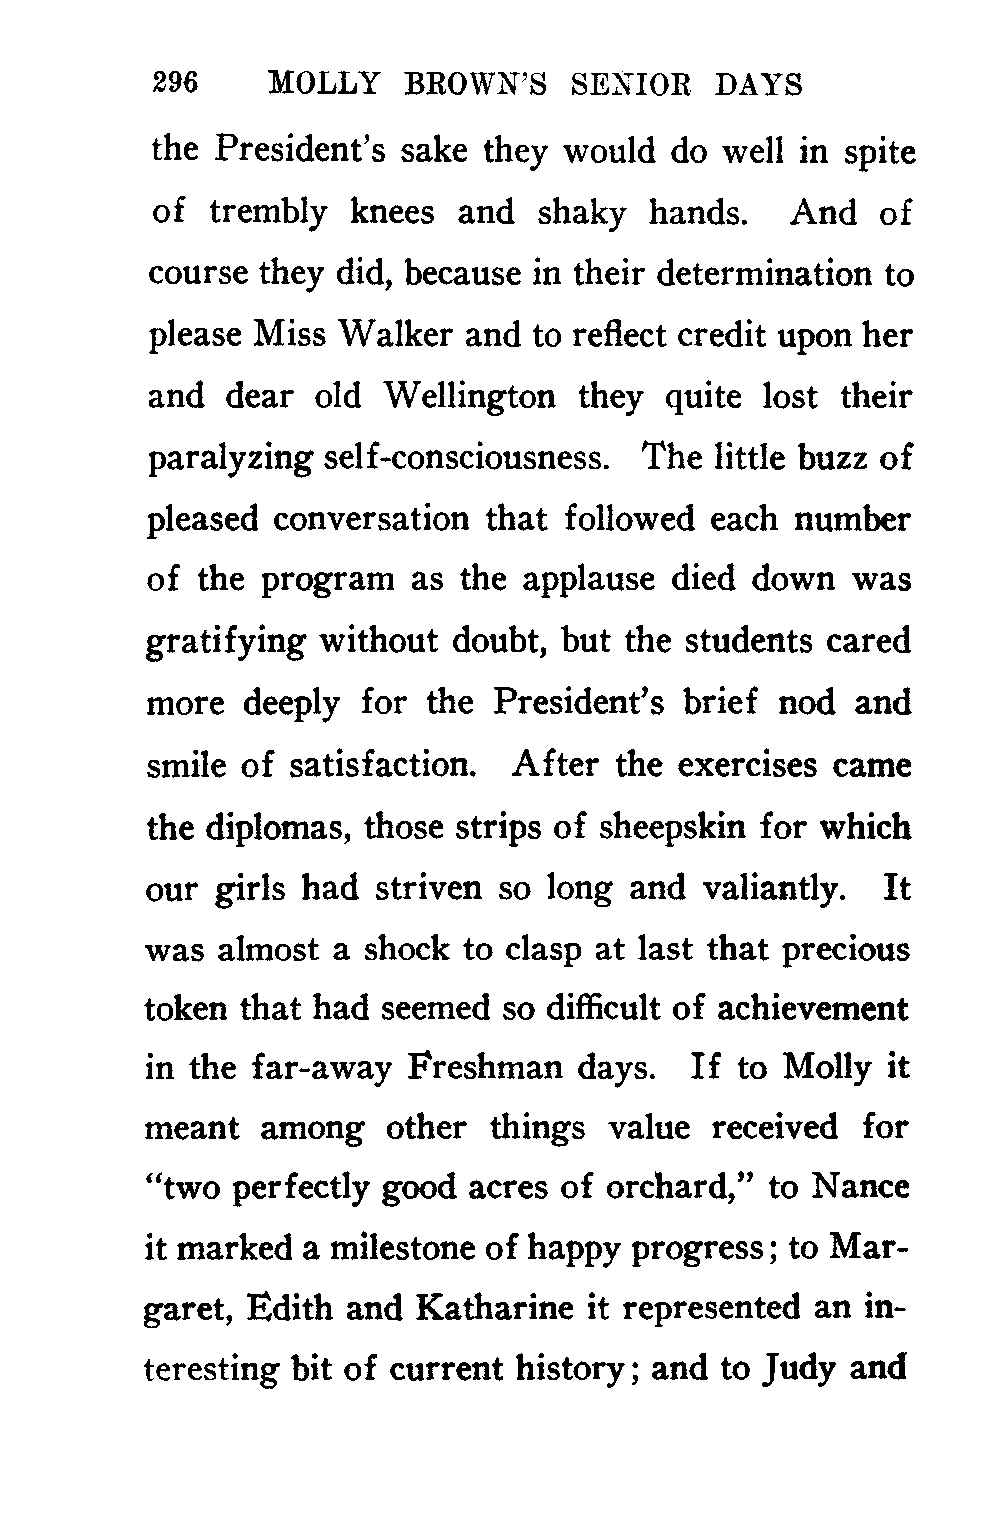 296 MOLLY BROWN'S SENIOR DAYS
the President's sake they would do well in spite
of trembly knees and shaky hands. And of
course they did, because in their determination to
please Miss Walker and to reflect credit upon her
and dear old Wellington they quite lost their
paralyzing self-consciousness. The little buzz of
pleased conversation that followed each number
of the program as the applause died down was
gratifying without doubt, but the students cared
more deeply for the President's brief nod and
smile of satisfaction. After the exercises came
the diplomas, those strips of sheepskin for which
our girls had striven so long and valiantly. It
was almost a shock to clasp at last that precious
token that had seemed so difficult of achievement
in the far-away Freshman days. If to Molly it
meant among other things value received for
"two perfectly good acres of orchard," to Nance
it marked a milestone of happy progress; to Mar-
garet, Edith and Katharine it represented an in-
teresting bit of current history; and to Judy and